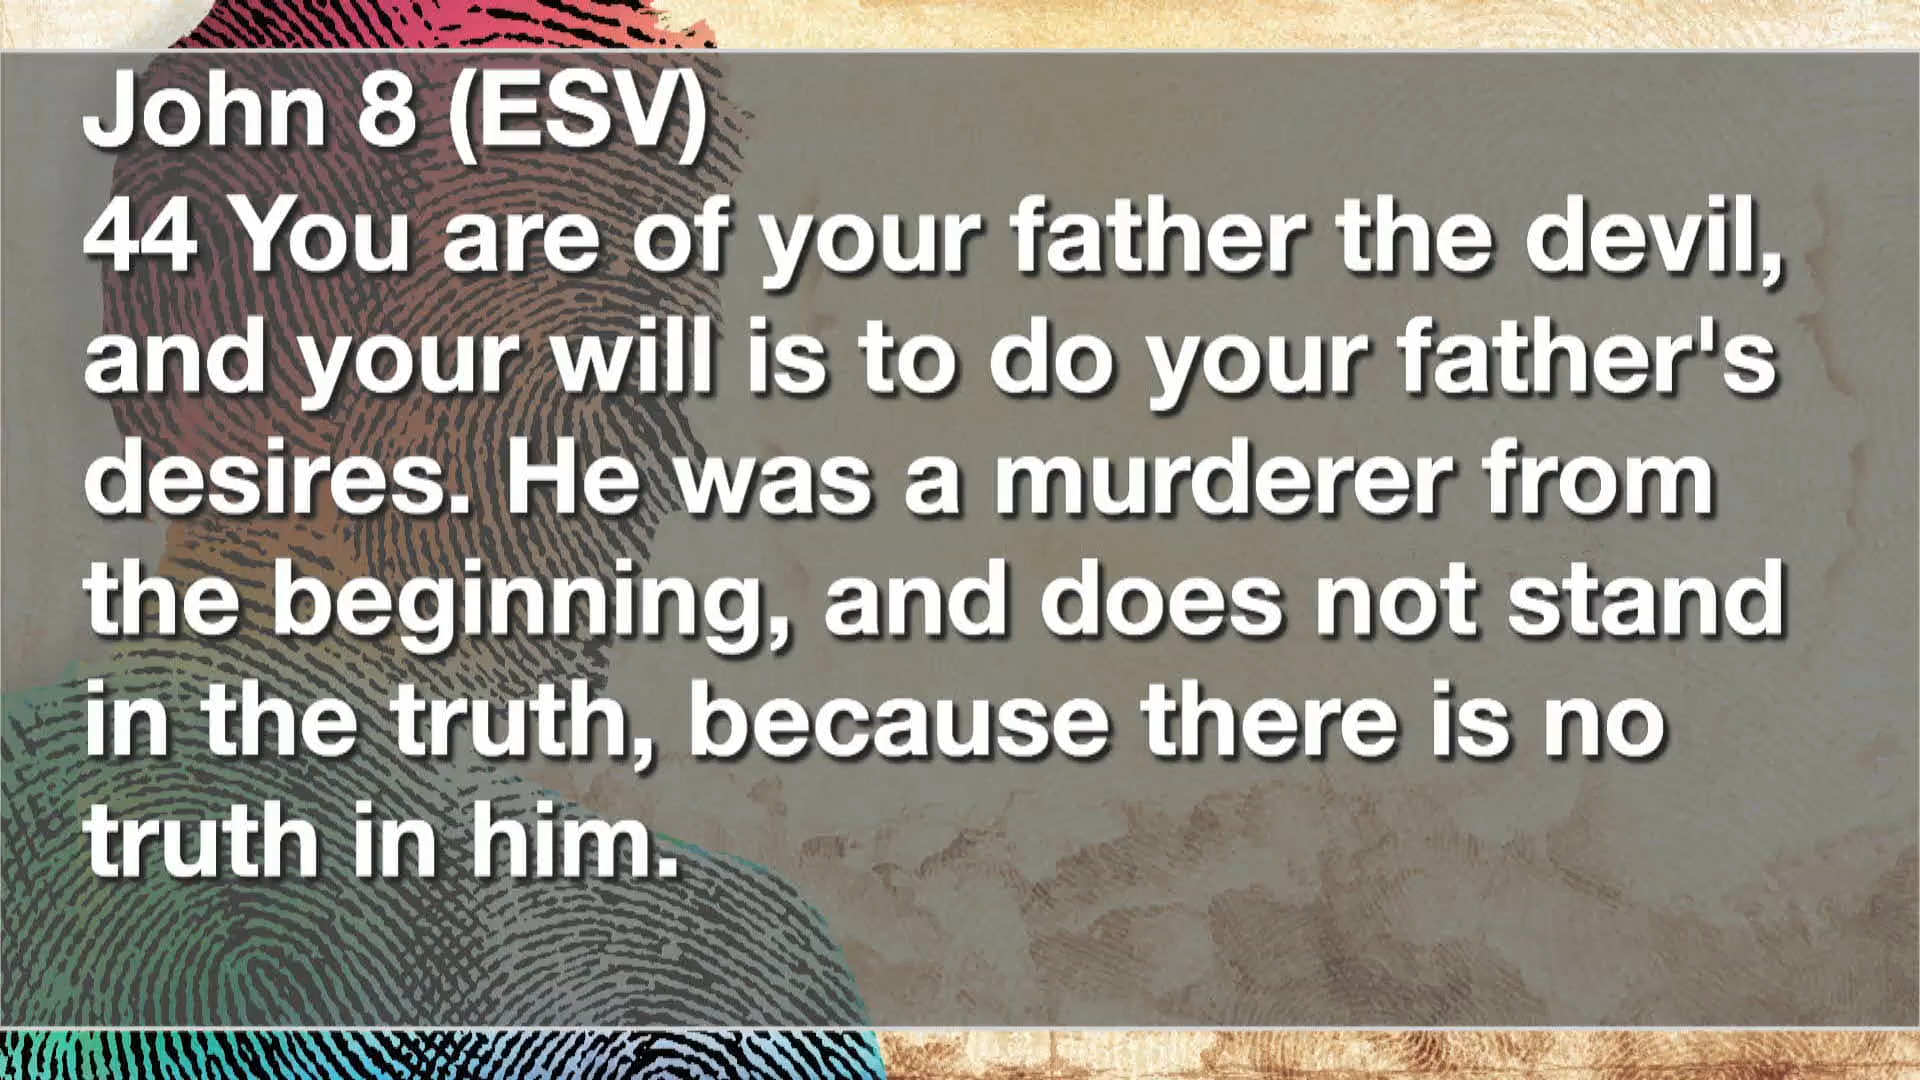 John 8 (ESV)
44 You are of your father the devil,
and your will is to do your father's
desires. He was a murderer from
the beginning, and does not stand
in the truth, because there is no
truth in him.